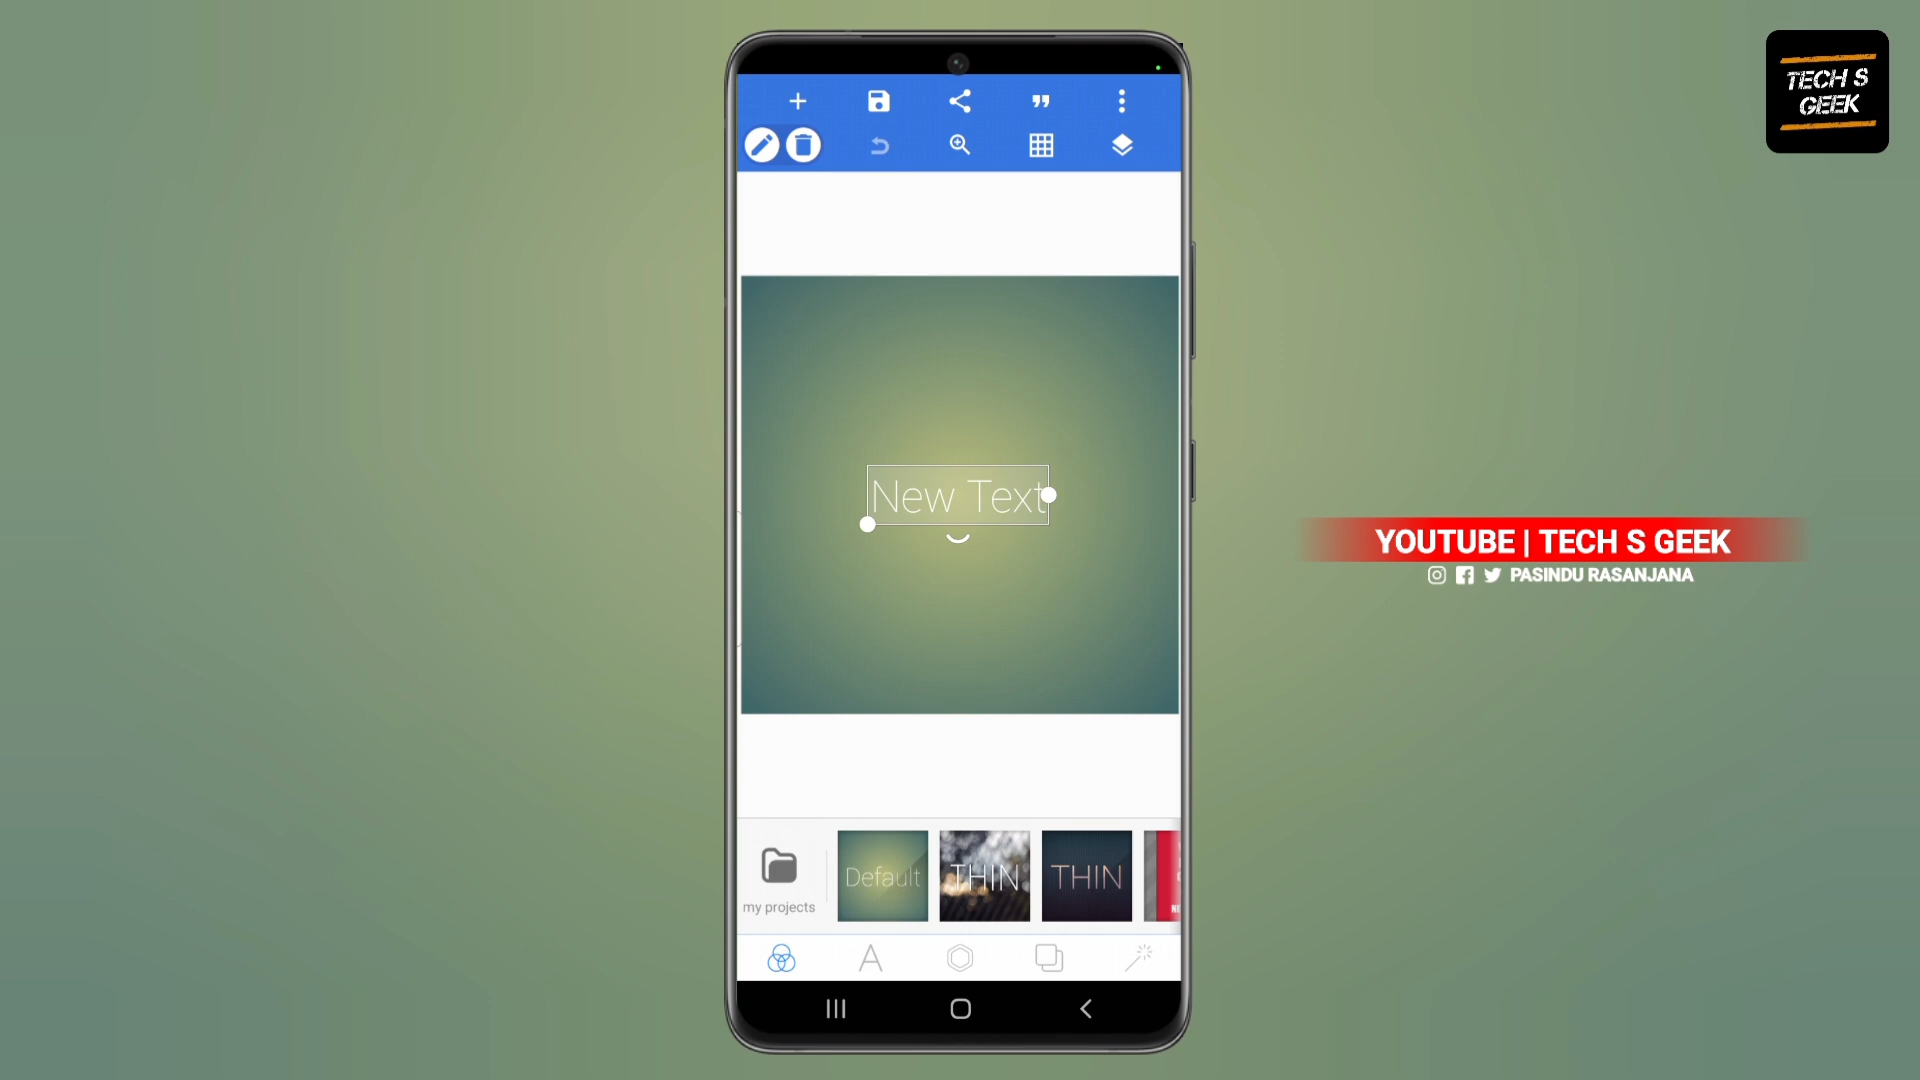 TECH S
GEEK
New Text
YOUTUBE | TECH S GEEK
PASINDU RASANJANA
my projects
Default
THIN
THIN